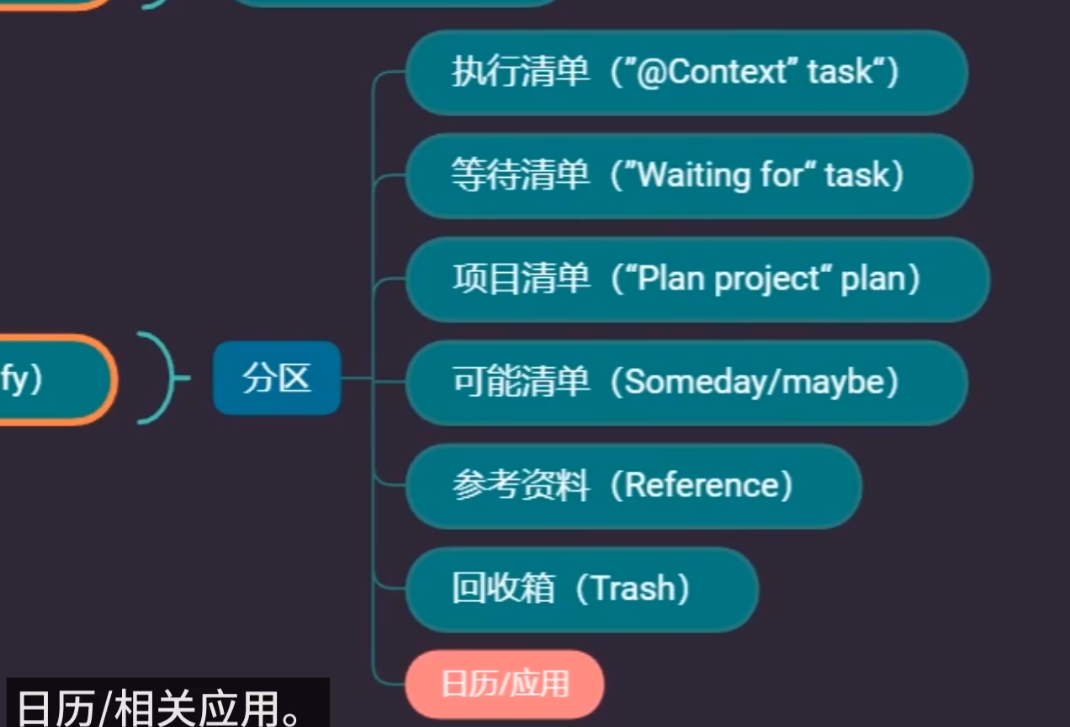 执行清单（”@Context” task“）
等待清单（”Waiting for“ task）
项目清单（“Plan project“ plan）
fy）
分区
可能清单（Someday/maybe）
参考资料（Reference）
回收箱（Trash）
日历/应用
日历/相关应用。